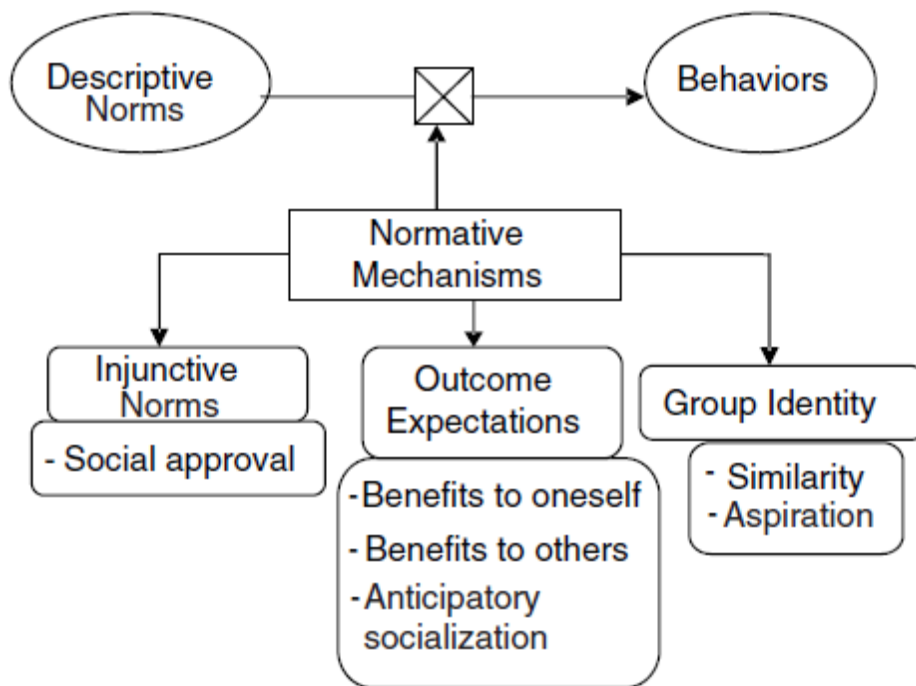 Descriptive
Norms
Behaviors
Normative
Mechanisms
Injunctive
Norms
- Social approval
Outcome
Expectations
- Benefits to oneself
- Benefits to others
- Anticipatory
socialization
Group Identity
- Similarity
- Aspiration